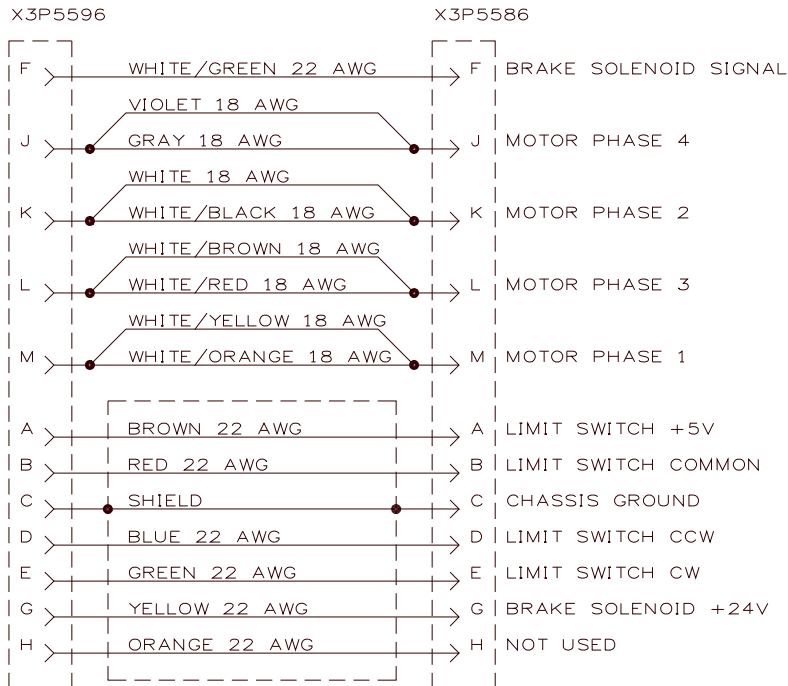 X3P5596 X3P5586
F WHITE/GREEN 22 AWG F BRAKE SOLENOID SIGNAL
VIOLET 18 AWG
J GRAY 18 AWG J MOTOR PHASE 4
WHITE 18 AWG
K WHITE/BLACK 18 AWG K MOTOR PHASE 2
WHITE/BROWN 18 AWG
L WHITE/RED 18 AWG L MOTOR PHASE 3
WHITE/YELLOW 18 AWG
M WHITE/ORANGE 18 AWG M MOTOR PHASE 1
A BROWN 22 AWG A LIMIT SWITCH +5V
B RED 22 AWG B LIMIT SWITCH COMMON
C SHIELD C CHASSIS GROUND
D BLUE 22 AWG D LIMIT SWITCH CCW
E GREEN 22 AWG E LIMIT SWITCH CW
G YELLOW 22 AWG G BRAKE SOLENOID +24V
H ORANGE 22 AWG H NOT USED